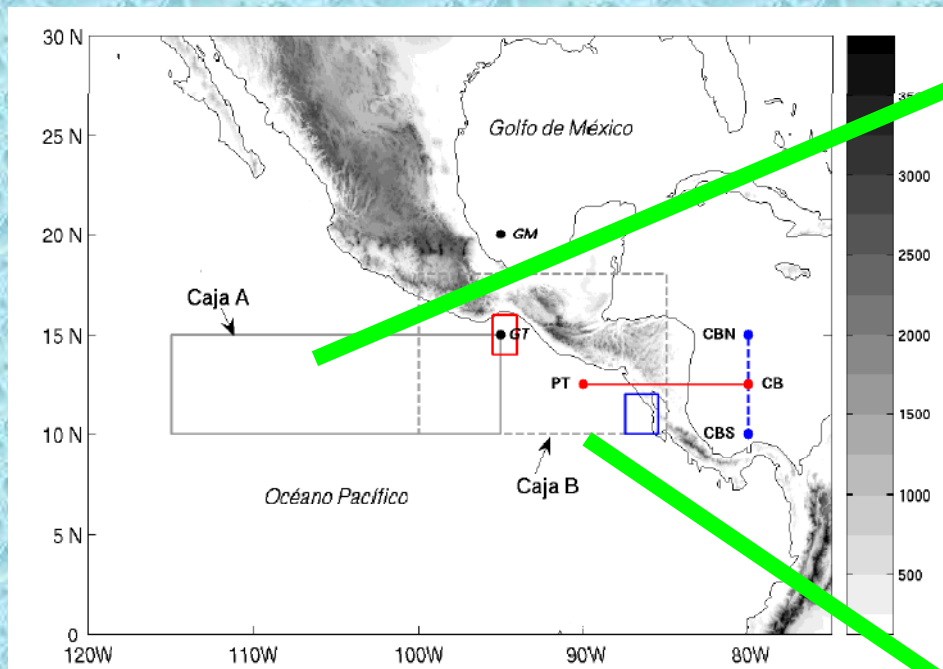 30 N
25 N
20 N
15 N
10 N
5 N
0
120W
110W
100W
90W
80W
Golfo de México
GM
Caja A
GT
CBN
PT
CB
CBS
Caja B
Océano Pacífico
3000
2500
2000
1500
1000
500